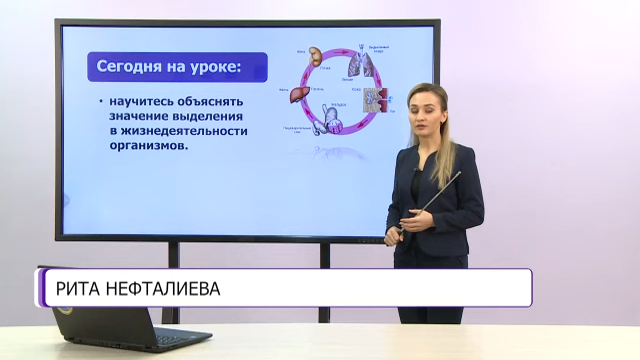 Сегодня на уроке:
• научитесь объяснять
значение выделения
в жизнедеятельности
организмов.
РИТА НЕФТАЛИЕВА